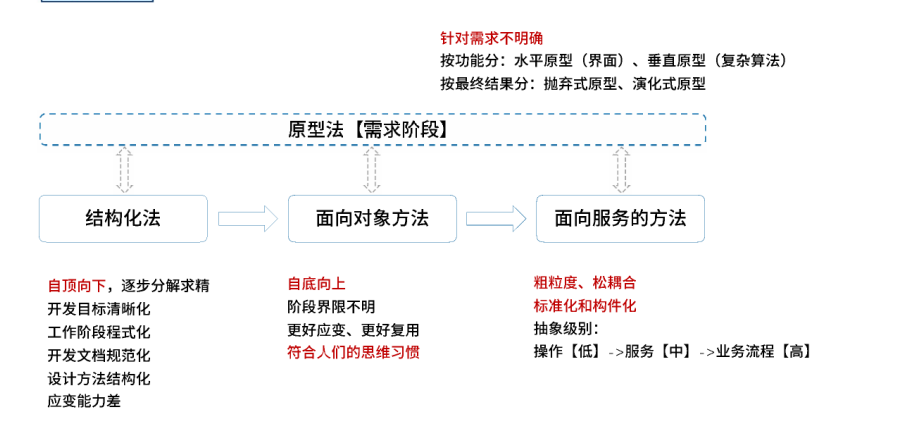 针对需求不明确
按功能分：水平原型（界面）、垂直原型（复杂算法）
按最终结果分：抛弃式原型、演化式原型
原型法【需求阶段】
结构化法
面向对象方法
面向服务的方法
自顶向下，逐步分解求精
开发目标清晰化
工作阶段程式化
开发文档规范化
设计方法结构化
应变能力差
自底向上
阶段界限不明
更好应变、更好复用
符合人们的思维习惯
粗粒度、松耦合
标准化和构件化
抽象级别：
操作【低】->服务【中】->业务流程【高】